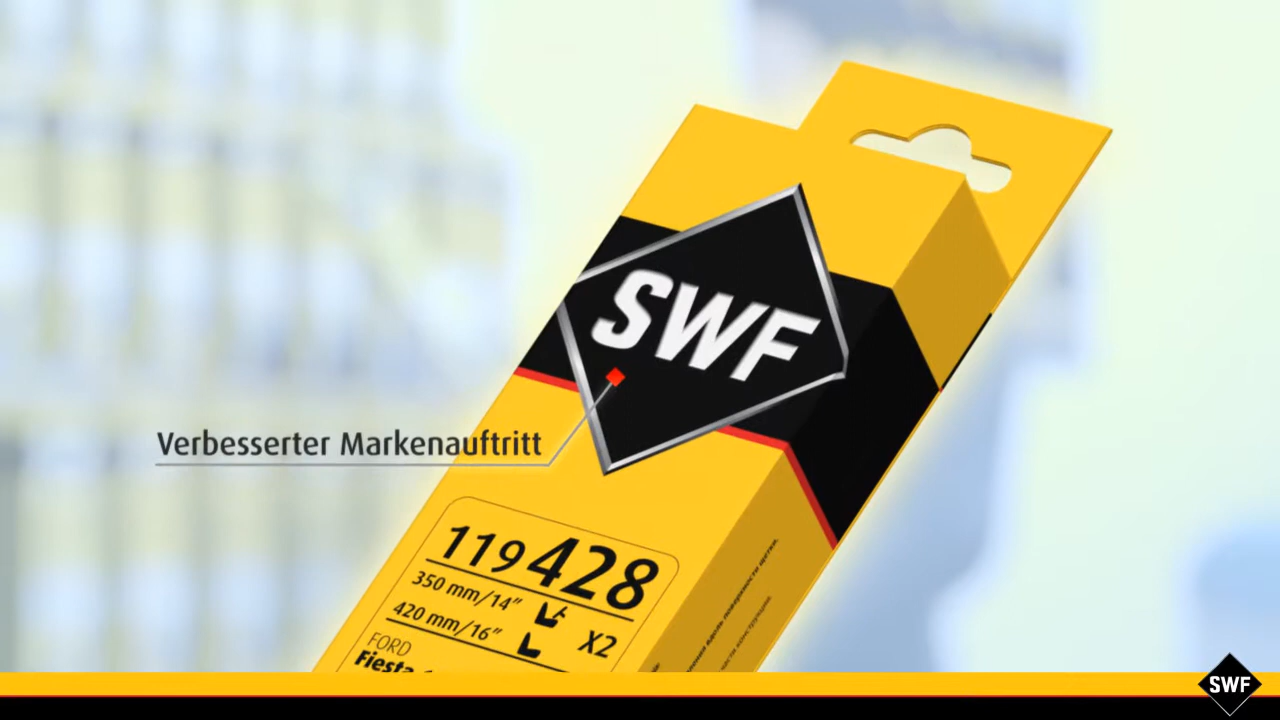 SWF
Verbesserter Markenauftritt
119428
350 mm/14”
420 mm/16”
X2
FORD
Fiesta
SWF